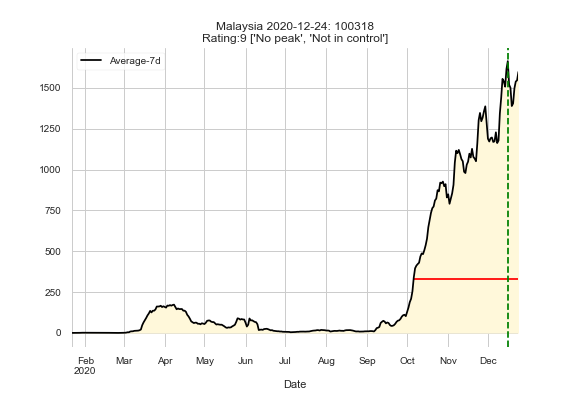 Malaysia 2020-12-24: 100318
Rating:9 ['No peak', 'Not in control']
Average-7d
1500
1250
1000
750
500
250
0
Feb Mar Apr May Jun Jul Aug Sep Oct Nov Dec
2020
Date